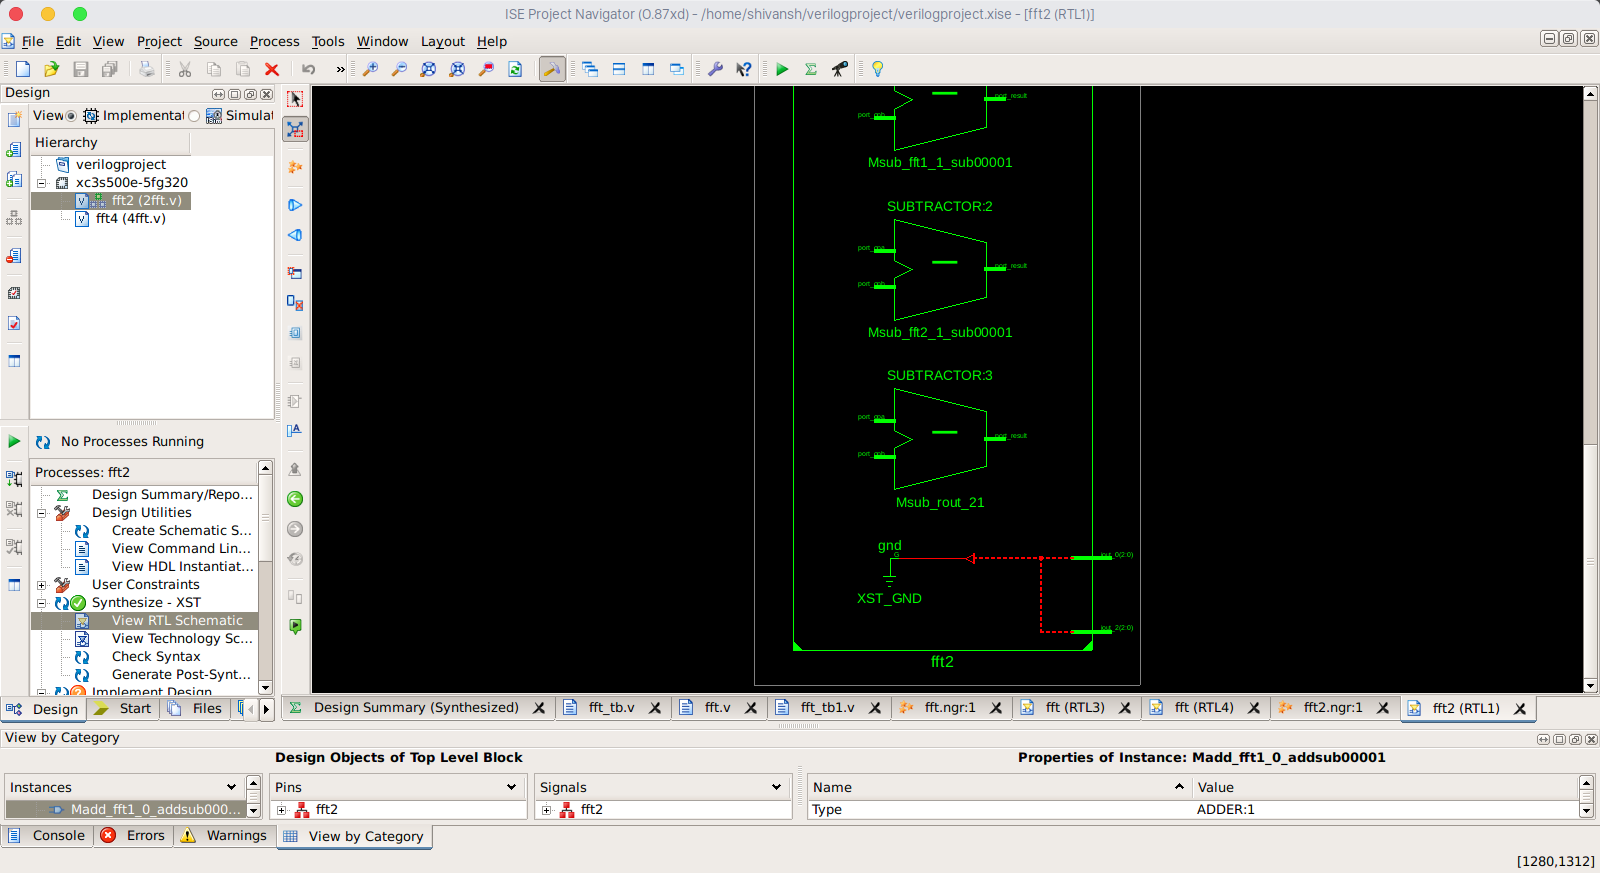 ISE Project Navigator (0.87xd) - /home/shivansh/verilogproject/verilogproject.xise - [fft2 (RTL1)]
File Edit View Project Source Process Tools Window Layout Help
Design
View Implementat Simulat
Hierarchy
verilogproject
xc3s500e-5fg320
fft2 (2fft.v)
fft4 (4fft.v)
No Processes Running
Processes: fft2
Design Summary/Repo...
Design Utilities
Create Schematic S...
View Command Lin...
View HDL Instantiat...
User Constraints
Synthesize - XST
View RTL Schematic
View Technology Sc...
Check Syntax
Generate Post-Synt...
Implement Design
Design Start Files
port_result
Msub_fft1_1_sub00001
SUBTRACTOR:2
port_result
Msub_fft2_1_sub00001
SUBTRACTOR:3
port_result
Msub_rout_21
gnd
G
XST_GND
fft2
Design Summary (Synthesized) fft_tb.v fft.v fft_tb1.v fft.ngr:1 fft (RTL3) fft (RTL4) fft2.ngr:1 fft2 (RTL1)
View by Category
Design Objects of Top Level Block Properties of Instance: Madd_fft1_0_addsub00001
Instances Pins Signals Name Value
Madd_fft1_0_addsub000... fft2 fft2 Type ADDER:1
Console Errors Warnings View by Category
[1280,1312]